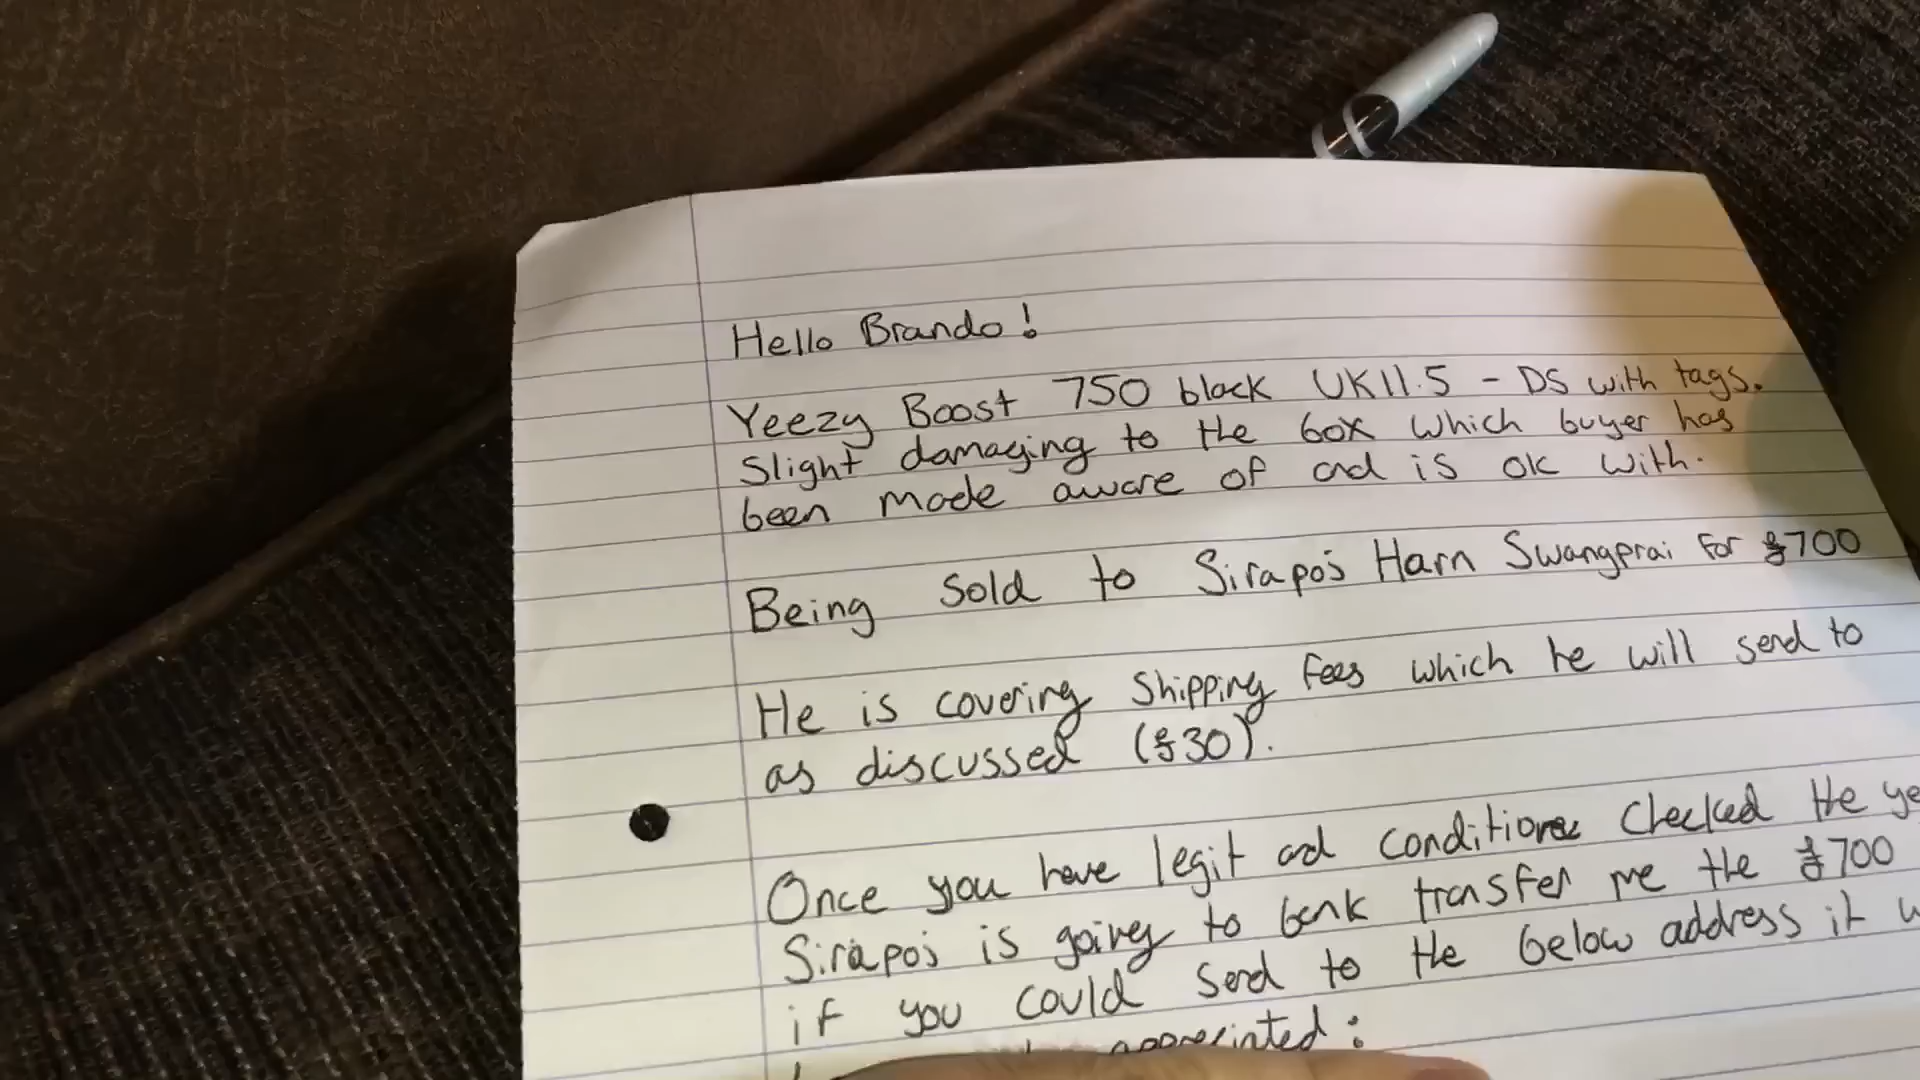 Hello Brando!
Yeezy Boost 750 black UK11.5 - DS with tags.
Slight damaging to the box which buyer has
been made aware of and is ok with.
Being sold to Sirapos Harn Swangprai for £700
He is covering Shipping fees which he will send to
as discussed (£30).
Once you have legit and condition checked the
Sirapos is going to bank transfer me the £700
if you could send to the below address it
appreciated: